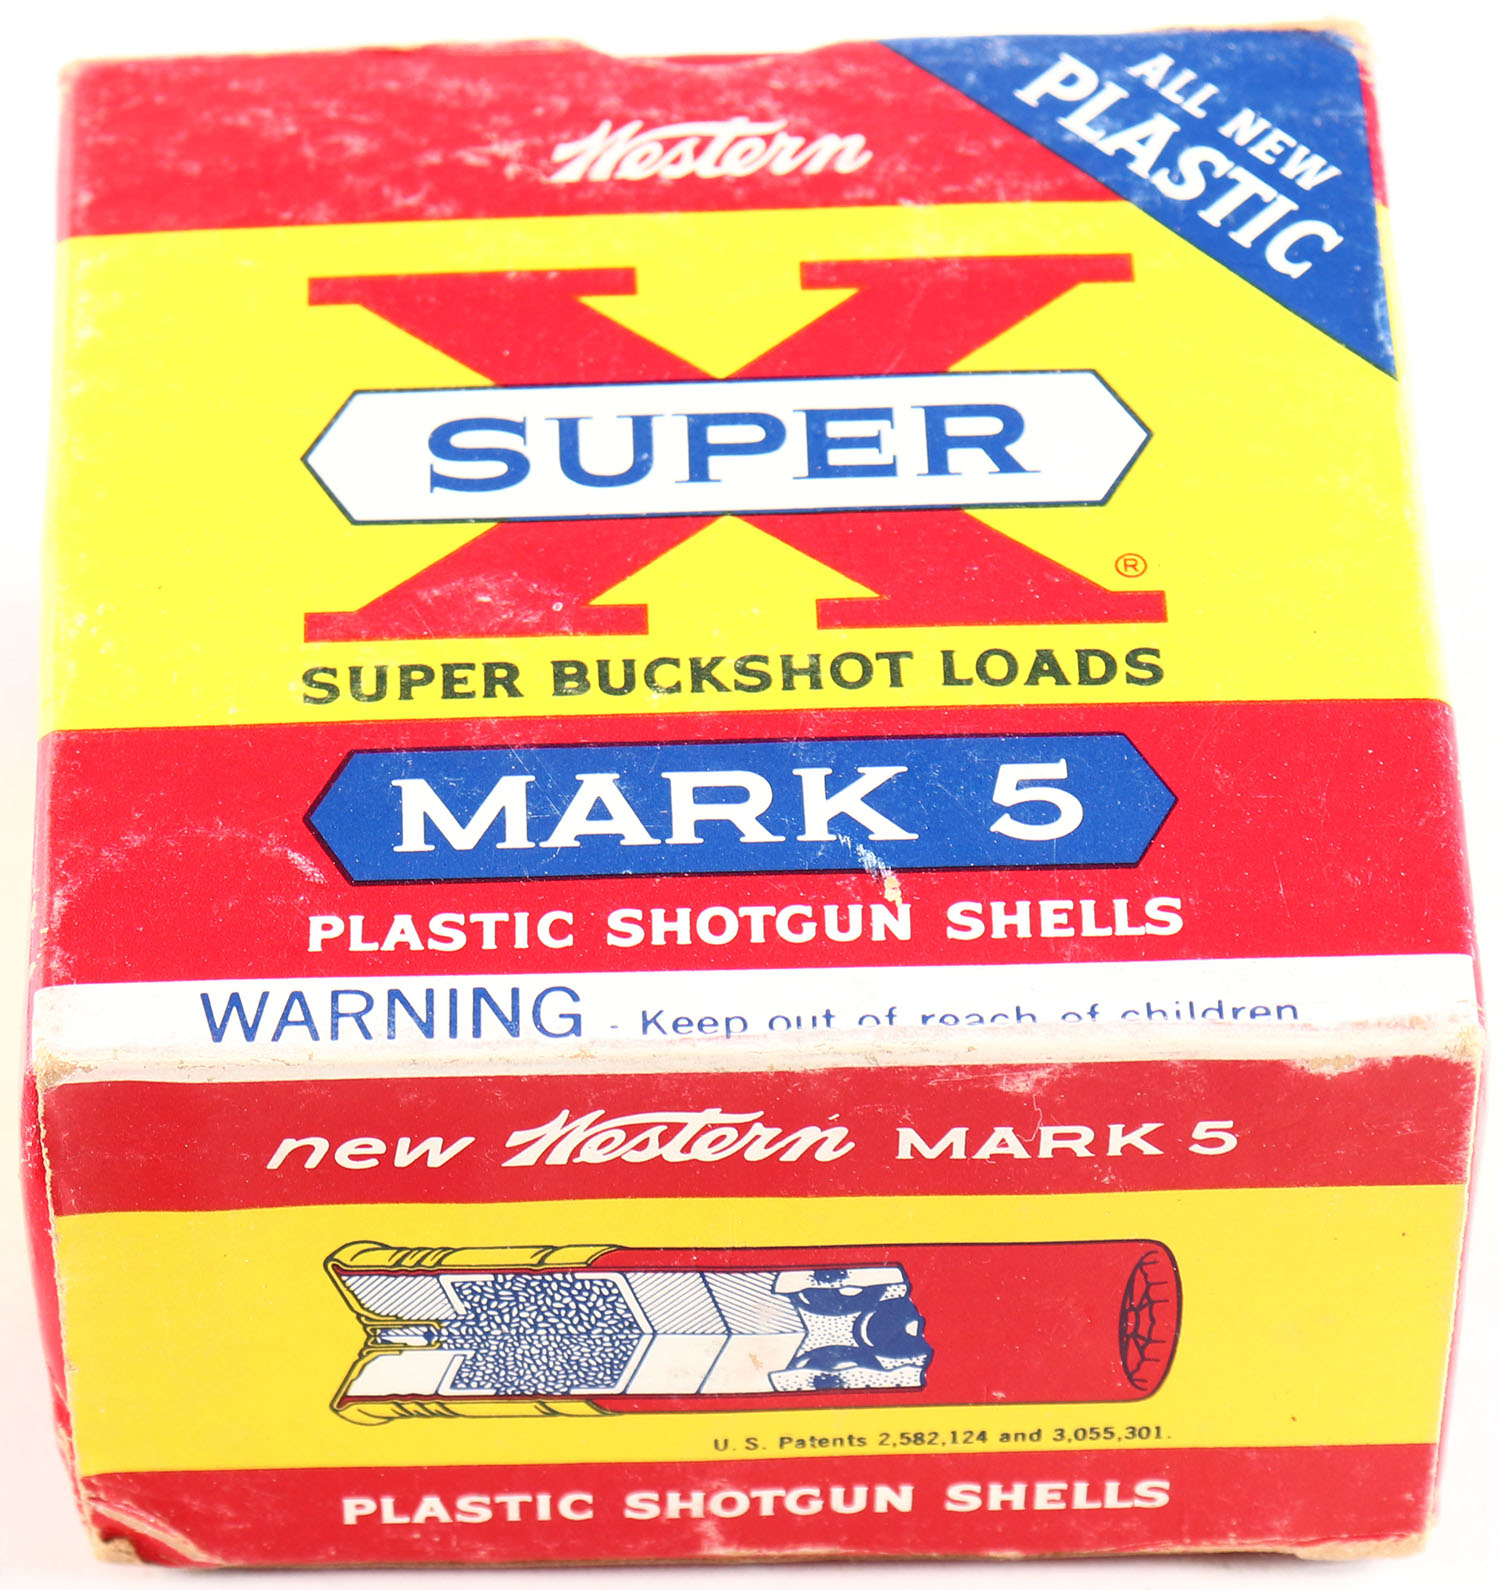 Western
ALL NEW
PLASTIC
X
SUPER
®
SUPER BUCKSHOT LOADS
MARK 5
PLASTIC SHOTGUN SHELLS
WARNING - Keep out of reach of children
new Western MARK 5
U. S. Patents 2,582,124 and 3,055,301.
PLASTIC SHOTGUN SHELLS